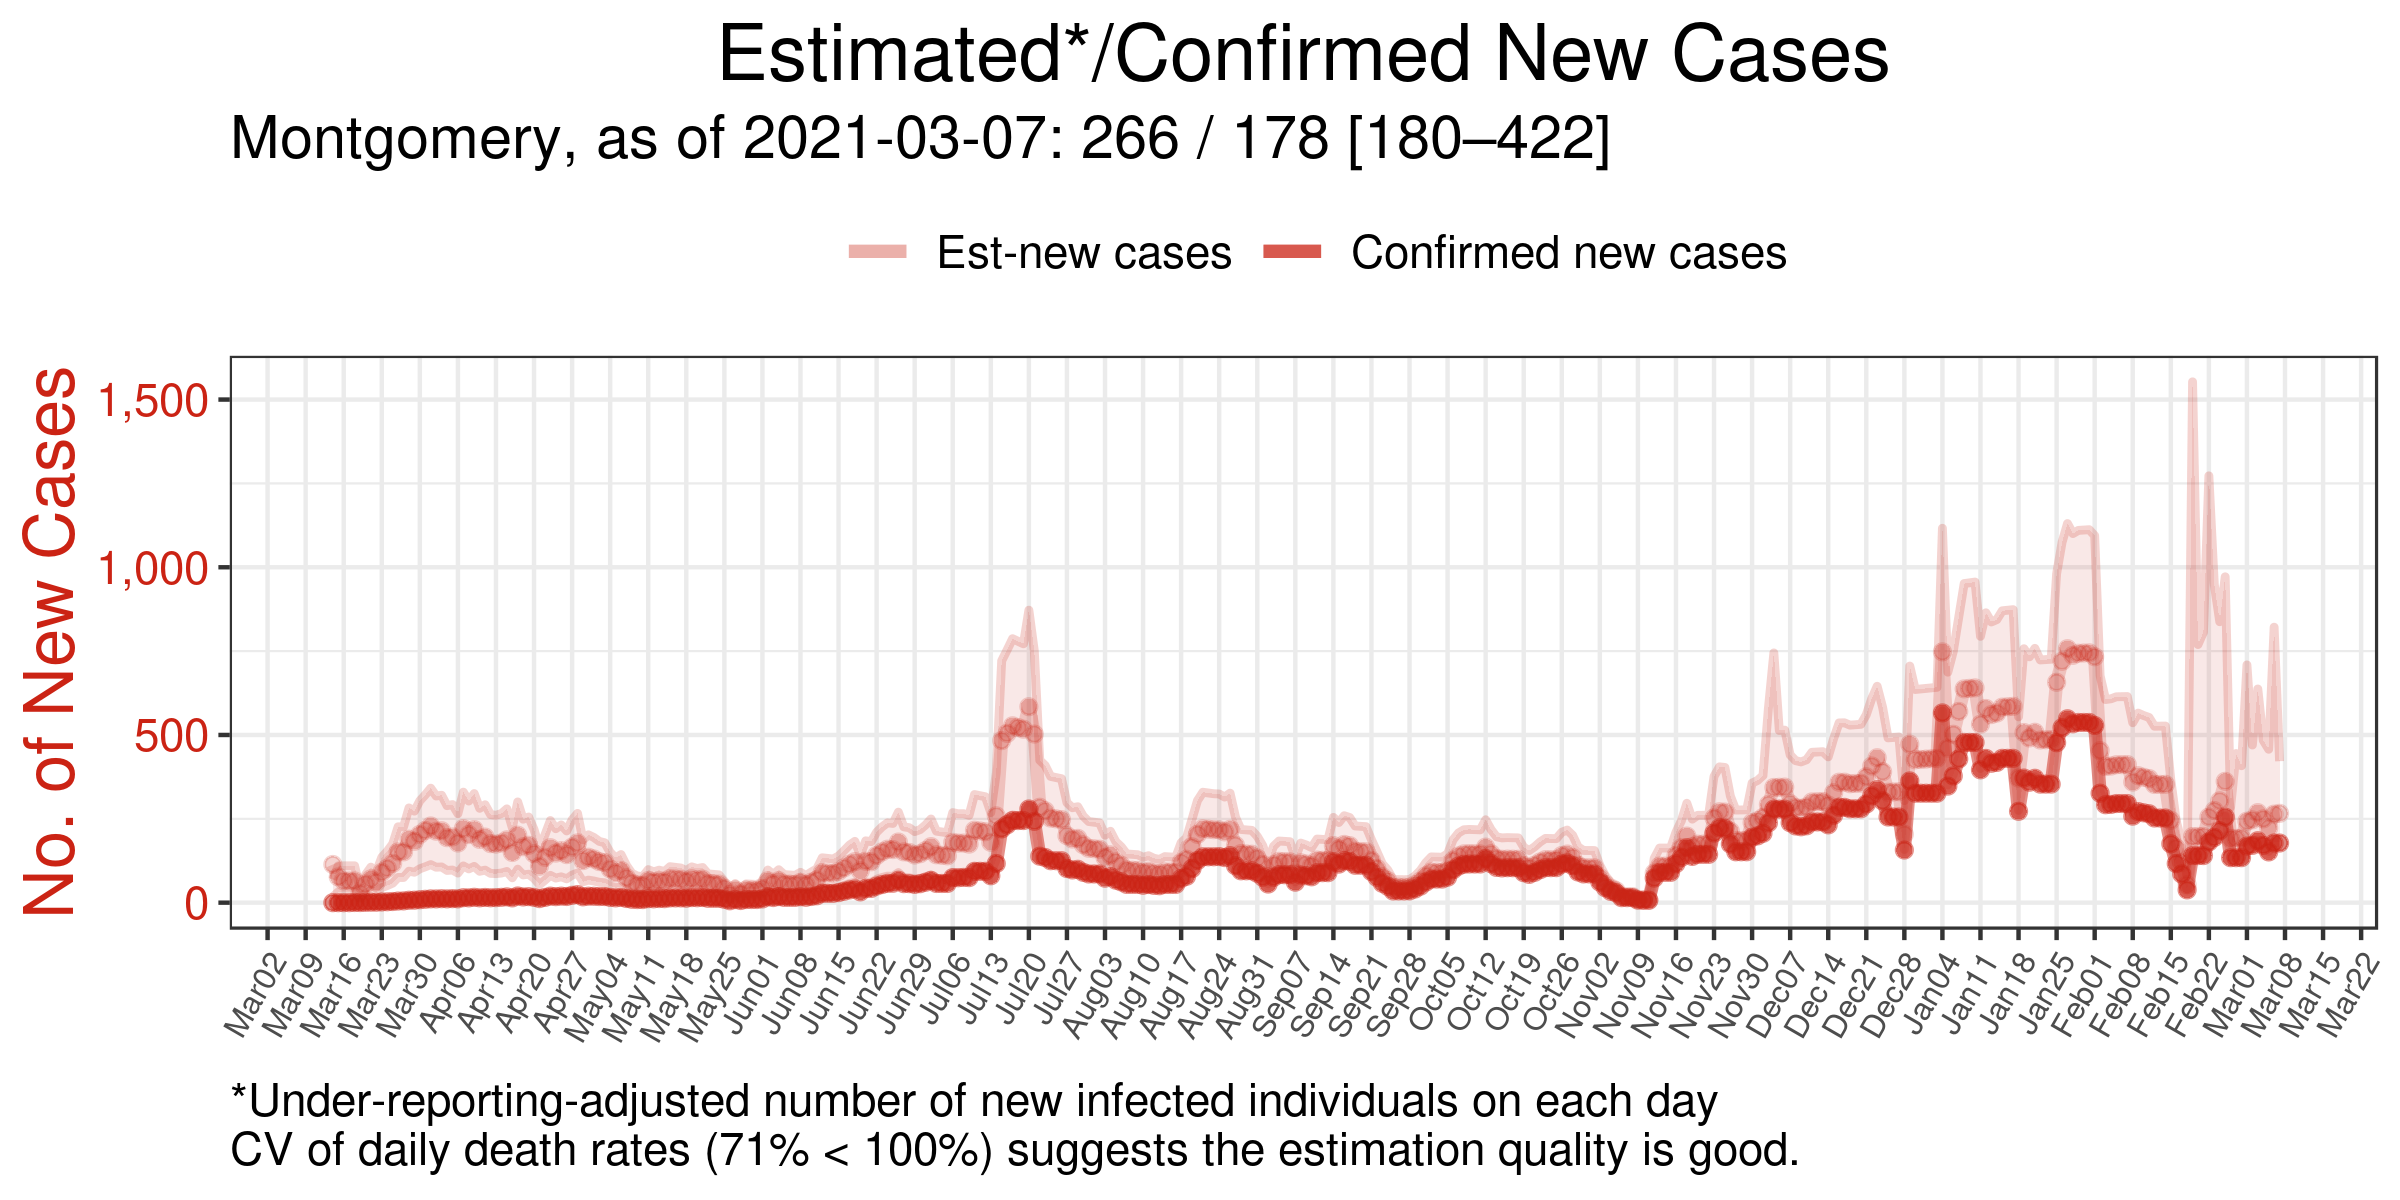 Estimated*/Confirmed New Cases
Montgomery, as of 2021-03-07: 266 / 178 [180–422]
Est-new cases Confirmed new cases
No. of New Cases
1,500
1,000
500
0
Mar02 Mar09 Mar16 Mar23 Mar30 Apr06 Apr13 Apr20 Apr27 May04 May11 May18 May25 Jun01 Jun08 Jun15 Jun22 Jun29 Jul06 Jul13 Jul20 Jul27 Aug03 Aug10 Aug17 Aug24 Aug31 Sep07 Sep14 Sep21 Sep28 Oct05 Oct12 Oct19 Oct26 Nov02 Nov09 Nov16 Nov23 Nov30 Dec07 Dec14 Dec21 Dec28 Jan04 Jan11 Jan18 Jan25 Feb01 Feb08 Feb15 Feb22 Mar01 Mar08 Mar15 Mar22
*Under-reporting-adjusted number of new infected individuals on each day
CV of daily death rates (71% < 100%) suggests the estimation quality is good.